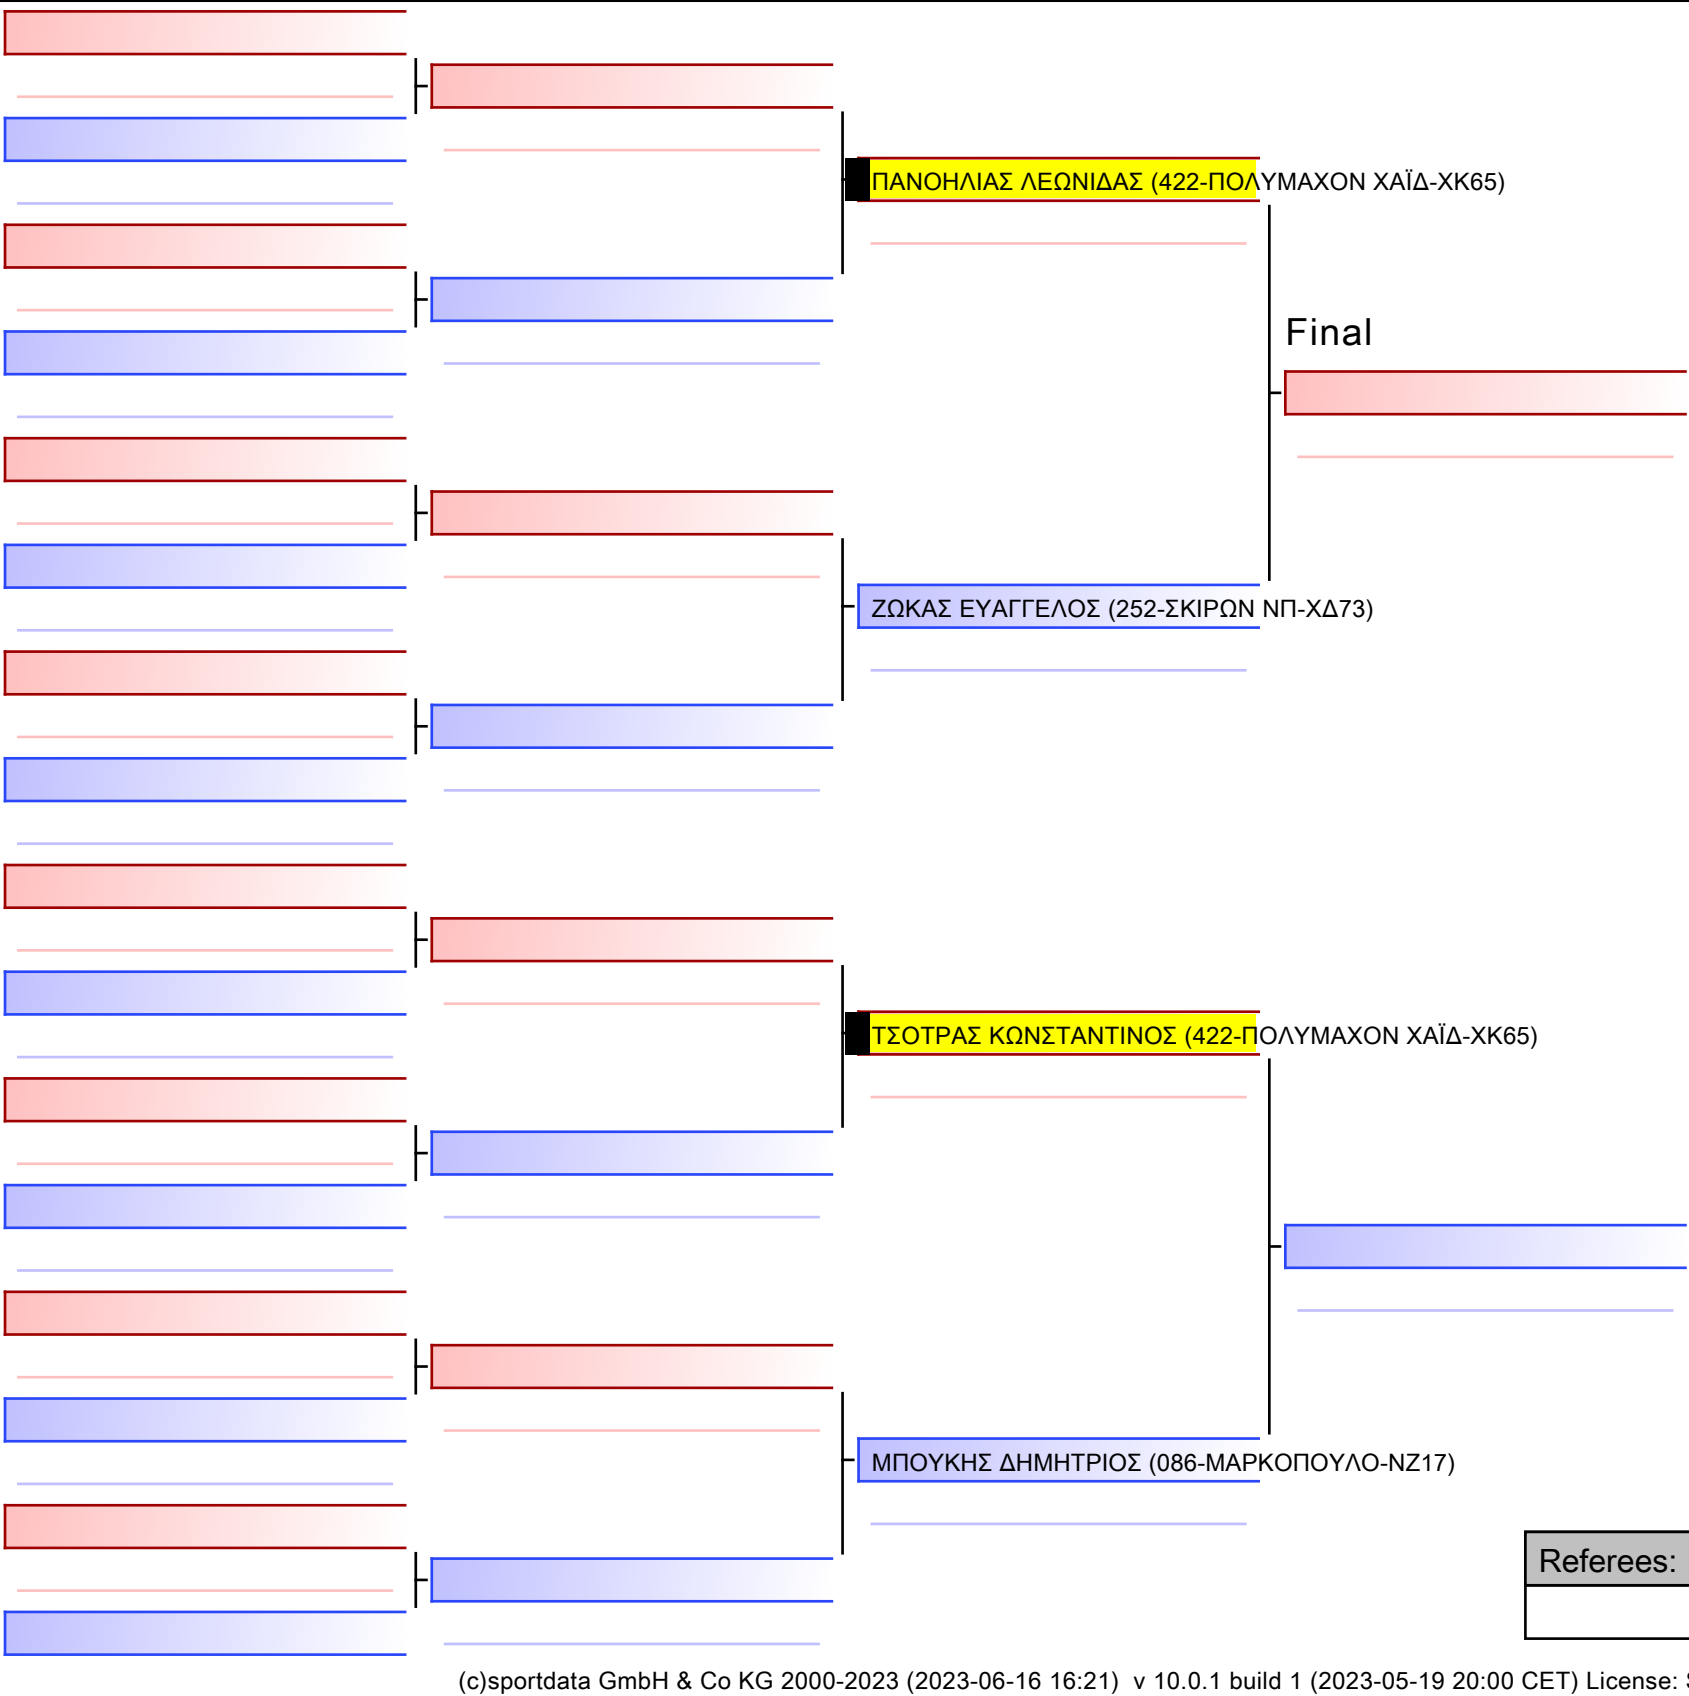 ΠΑΝΟΗΛΙΑΣ ΛΕΩΝΙΔΑΣ (422-ΠΟΛΥΜΑΧΟΝ ΧΑΪΔ-ΧΚ65)
Final
ΖΩΚΑΣ ΕΥΑΓΓΕΛΟΣ (252-ΣΚΙΡΩΝ ΝΠ-ΧΔ73)
ΤΣΟΤΡΑΣ ΚΩΝΣΤΑΝΤΙΝΟΣ (422-ΠΟΛΥΜΑΧΟΝ ΧΑΪΔ-ΧΚ65)
ΜΠΟΥΚΗΣ ΔΗΜΗΤΡΙΟΣ (086-ΜΑΡΚΟΠΟΥΛΟ-ΝΖ17)
Referees:
(c)sportdata GmbH & Co KG 2000-2023 (2023-06-16 16:21) v 10.0.1 build 1 (2023-05-19 20:00 CET) License: